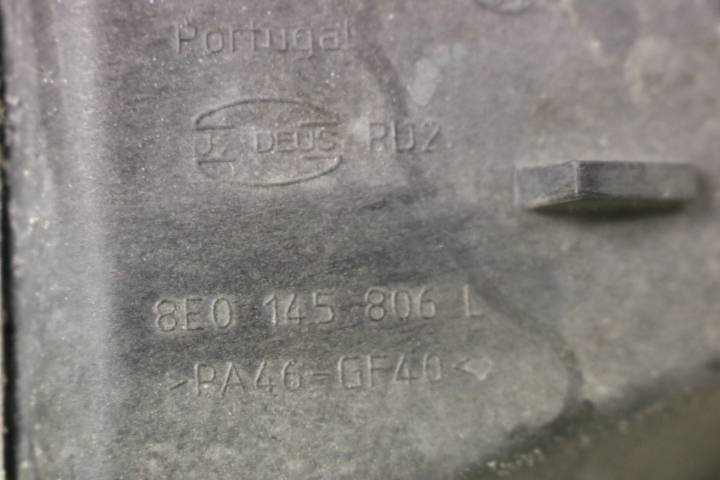 Portugal
DEUS RD2
8E0 145 806 L
>PA46-GF40<